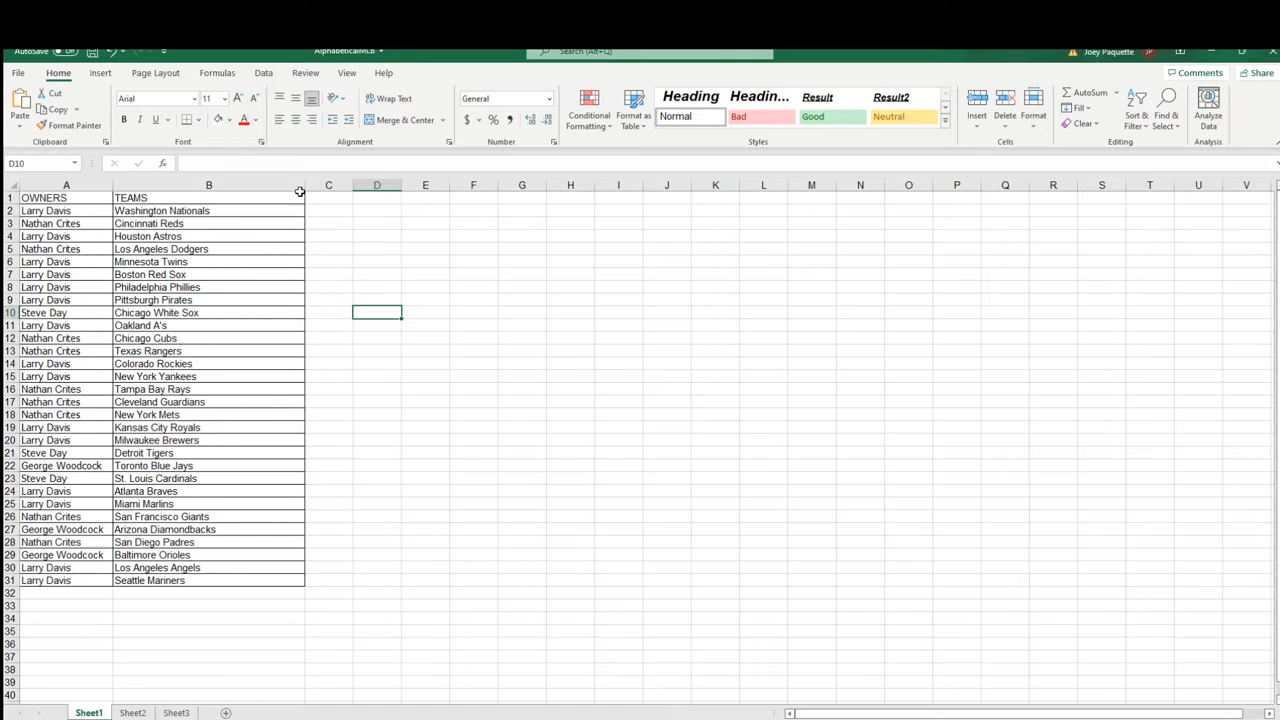 AutoSave Off AlphabeticalMLB Search (Alt+Q) Joey Paquette JP
File Home Insert Page Layout Formulas Data Review View Help Comments Share
Paste Cut Copy Format Painter Clipboard
Arial 11 B I U A Font
Wrap Text Merge & Center Alignment
General $ % , Number
Conditional Formatting Format as Table
Heading Headin... Result Result2
Normal Bad Good Neutral
Styles
Insert Delete Format Cells
AutoSum Fill Clear Sort & Filter Find & Select Editing
Analyze Data Analysis
D10 fx
A B C D E F G H I J K L M N O P Q R S T U V
1 OWNERS TEAMS
2 Larry Davis Washington Nationals
3 Nathan Crites Cincinnati Reds
4 Larry Davis Houston Astros
5 Nathan Crites Los Angeles Dodgers
6 Larry Davis Minnesota Twins
7 Larry Davis Boston Red Sox
8 Larry Davis Philadelphia Phillies
9 Larry Davis Pittsburgh Pirates
10 Steve Day Chicago White Sox
11 Larry Davis Oakland A's
12 Nathan Crites Chicago Cubs
13 Nathan Crites Texas Rangers
14 Larry Davis Colorado Rockies
15 Larry Davis New York Yankees
16 Nathan Crites Tampa Bay Rays
17 Nathan Crites Cleveland Guardians
18 Nathan Crites New York Mets
19 Larry Davis Kansas City Royals
20 Larry Davis Milwaukee Brewers
21 Steve Day Detroit Tigers
22 George Woodcock Toronto Blue Jays
23 Steve Day St. Louis Cardinals
24 Larry Davis Atlanta Braves
25 Larry Davis Miami Marlins
26 Nathan Crites San Francisco Giants
27 George Woodcock Arizona Diamondbacks
28 Nathan Crites San Diego Padres
29 George Woodcock Baltimore Orioles
30 Larry Davis Los Angeles Angels
31 Larry Davis Seattle Mariners
32
33
34
35
36
37
38
39
40
Sheet1 Sheet2 Sheet3